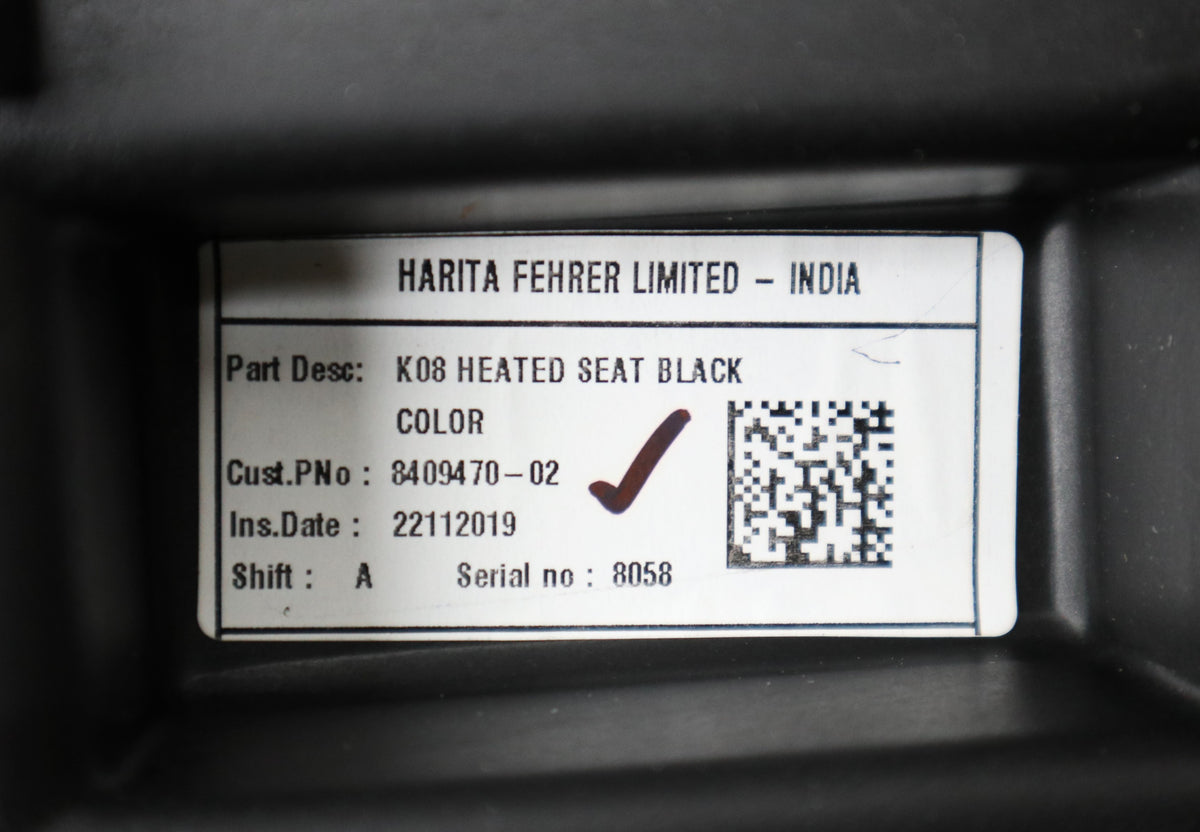 HARITA FEHRER LIMITED - INDIA
Part Desc: K08 HEATED SEAT BLACK
COLOR
Cust.PNo : 8409470-02
Ins.Date : 22112019
Shift : A Serial no : 8058